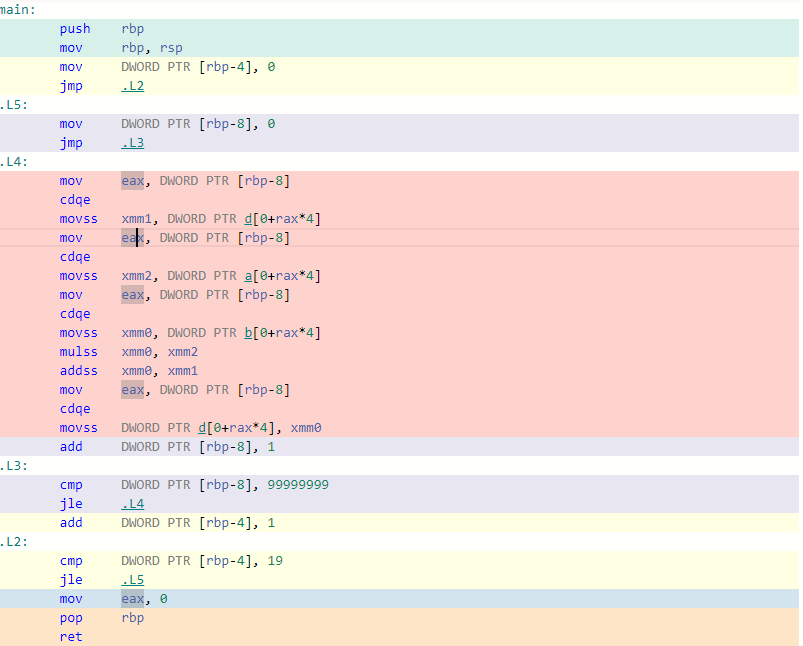 main:
push rbp
mov rbp, rsp
mov DWORD PTR [rbp-4], 0
jmp .L2
.L5:
mov DWORD PTR [rbp-8], 0
jmp .L3
.L4:
mov eax, DWORD PTR [rbp-8]
cdqe
movss xmm1, DWORD PTR d[0+rax*4]
mov eax, DWORD PTR [rbp-8]
cdqe
movss xmm2, DWORD PTR a[0+rax*4]
mov eax, DWORD PTR [rbp-8]
cdqe
movss xmm0, DWORD PTR b[0+rax*4]
mulss xmm0, xmm2
addss xmm0, xmm1
mov eax, DWORD PTR [rbp-8]
cdqe
movss DWORD PTR d[0+rax*4], xmm0
add DWORD PTR [rbp-8], 1
.L3:
cmp DWORD PTR [rbp-8], 99999999
jle .L4
add DWORD PTR [rbp-4], 1
.L2:
cmp DWORD PTR [rbp-4], 19
jle .L5
mov eax, 0
pop rbp
ret